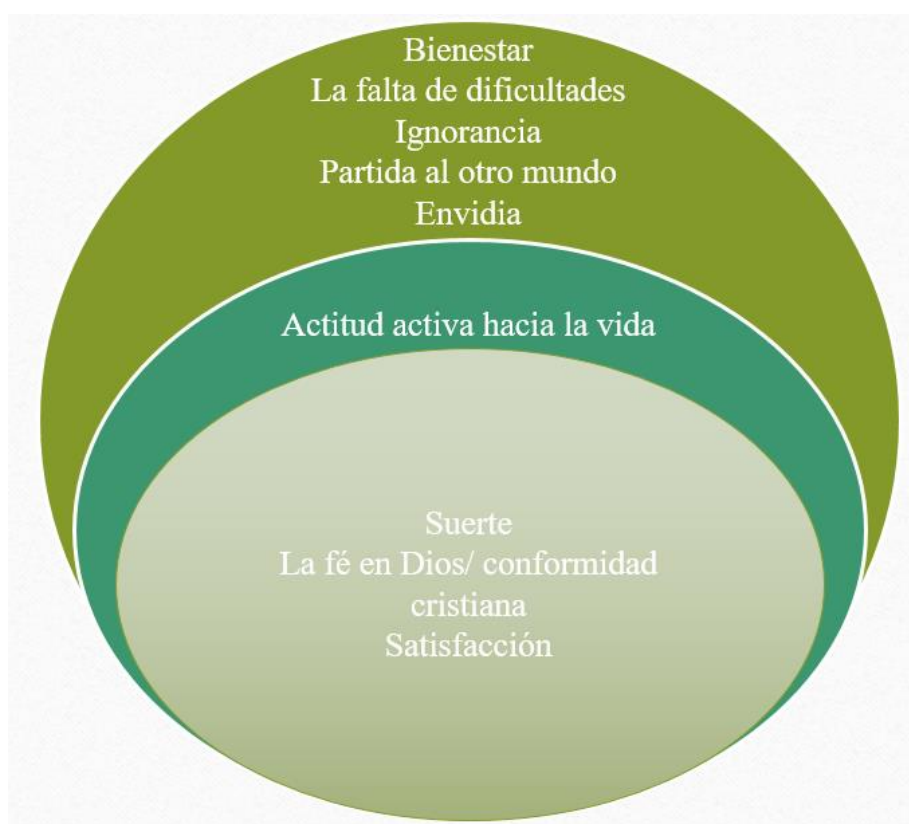 Bienestar
La falta de dificultades
Ignorancia
Partida al otro mundo
Envidia
Actitud activa hacia la vida
Suerte
La fé en Dios/ conformidad
cristiana
Satisfacción